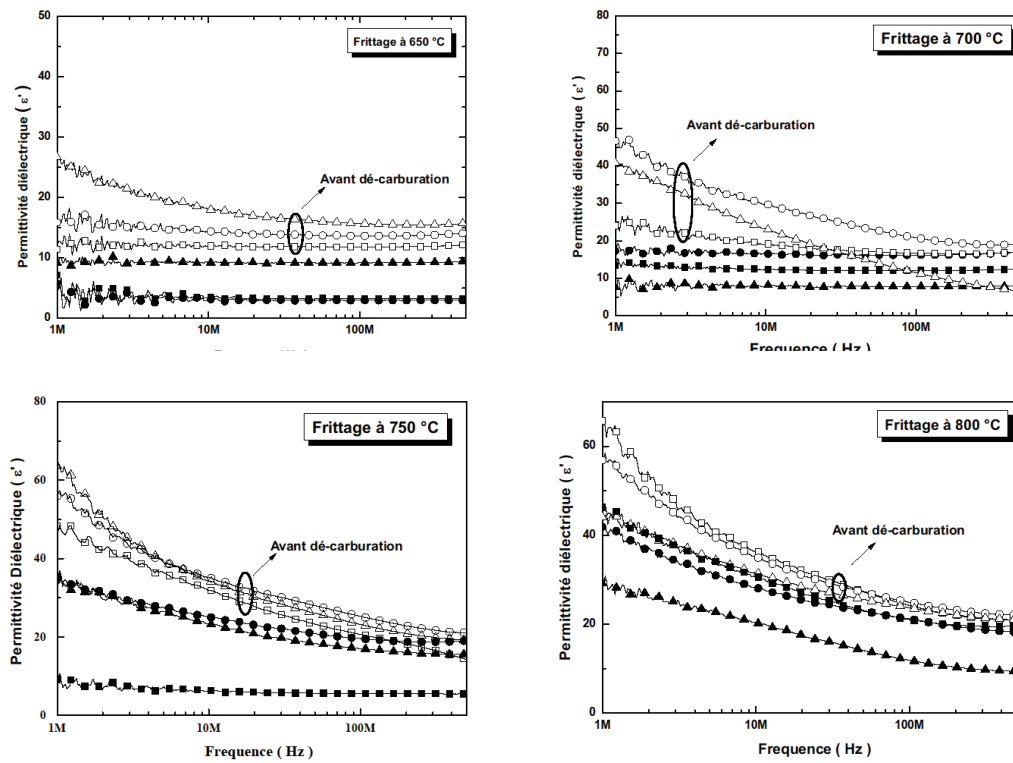 Frittage à 650 °C
Permittivité diélectrique ( ε' )
50
40
30
20
10
0
Avant dé-carburation
1M
10M
100M
Frittage à 700 °C
Permittivité diélectrique ( ε' )
80
70
60
50
40
30
20
10
0
Avant dé-carburation
1M
10M
100M
Frequence ( Hz )
Frittage à 750 °C
Permittivité Diélectrique ( ε' )
80
60
40
20
0
Avant dé-carburation
1M
10M
100M
Frequence ( Hz )
Frittage à 800 °C
Permittivité diélectrique ( ε' )
60
40
20
0
Avant dé-carburation
1M
10M
100M
Frequence ( Hz )